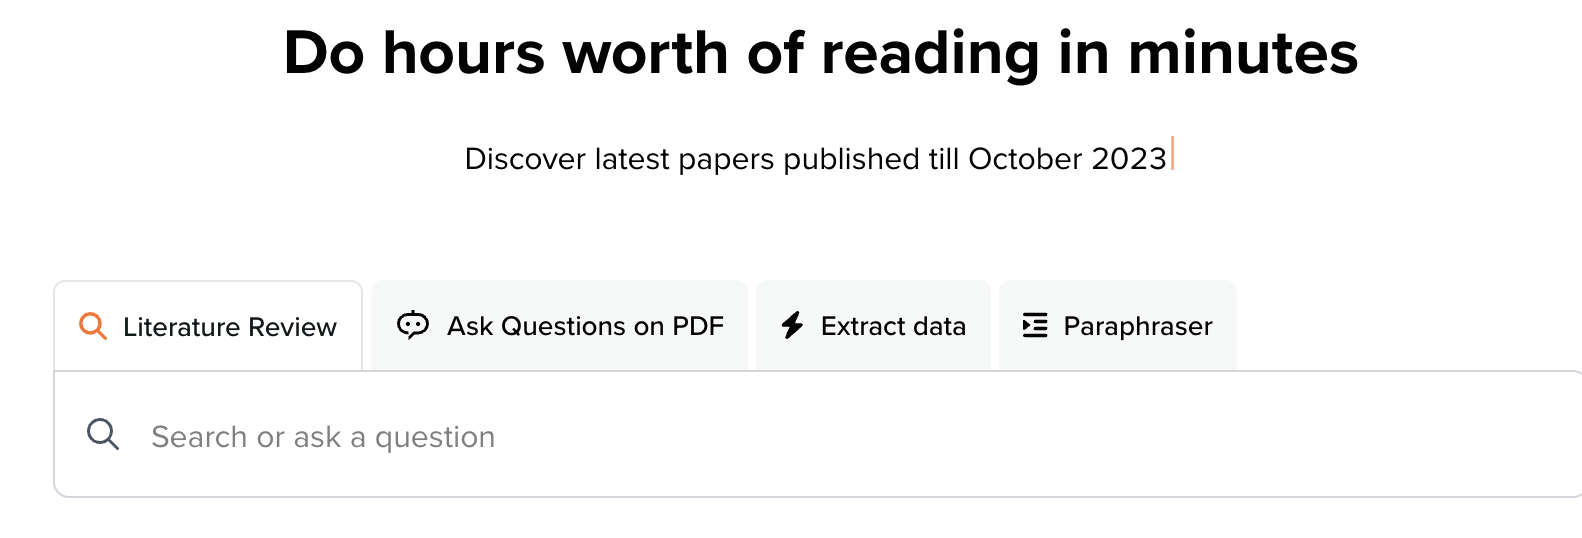 Do hours worth of reading in minutes
Discover latest papers published till October 2023
Literature Review
Ask Questions on PDF
Extract data
Paraphraser
Search or ask a question